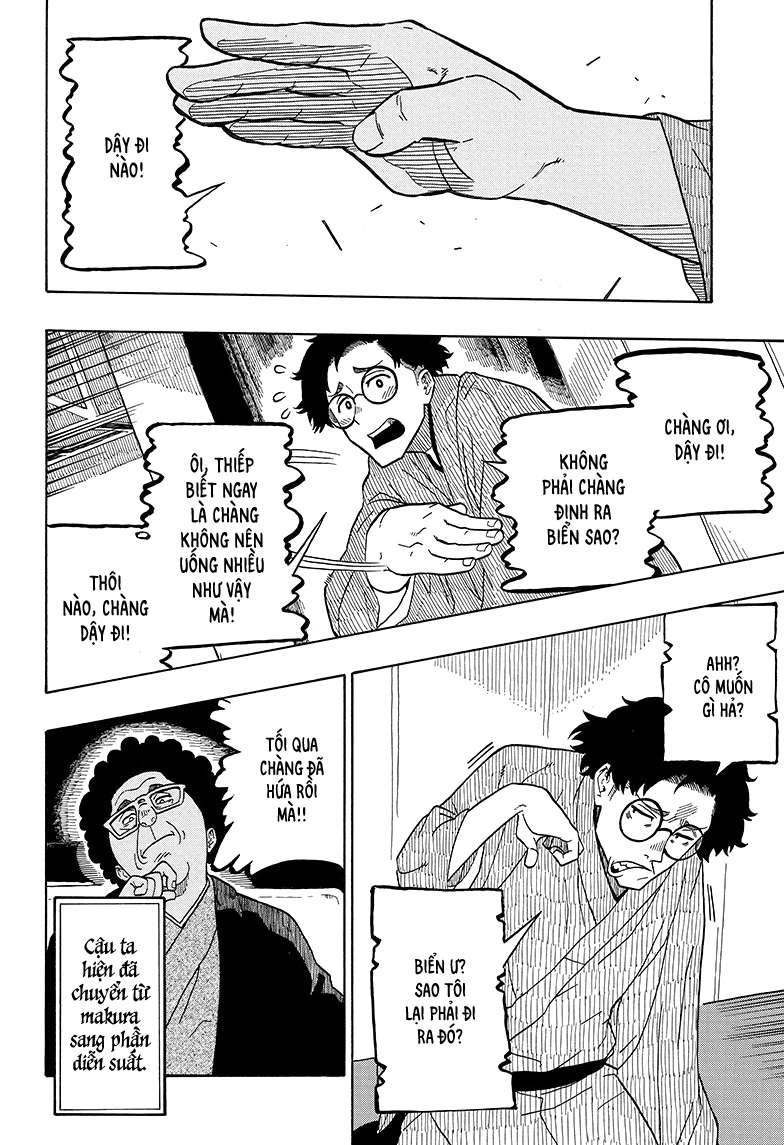 DẬY ĐI
NÀO!
CHÀNG ƠI,
DẬY ĐI!
KHÔNG
PHẢI CHÀNG
ĐỊNH RA
BIỂN SAO?
ÔI, THIẾP
BIẾT NGAY
LÀ CHÀNG
KHÔNG NÊN
UỐNG NHIỀU
NHƯ VẬY
MÀ!
THÔI
NÀO, CHÀNG
DẬY ĐI!
AHH?
CÔ MUỐN
GÌ HẢ?
BIỂN Ư?
SAO TÔI
LẠI PHẢI ĐI
RA ĐÓ?
TỐI QUA
CHÀNG ĐÃ
HỨA RỒI
MÀ!!
Cậu ta
hiện đã
chuyển từ
makura
sang phần
diễn suất.